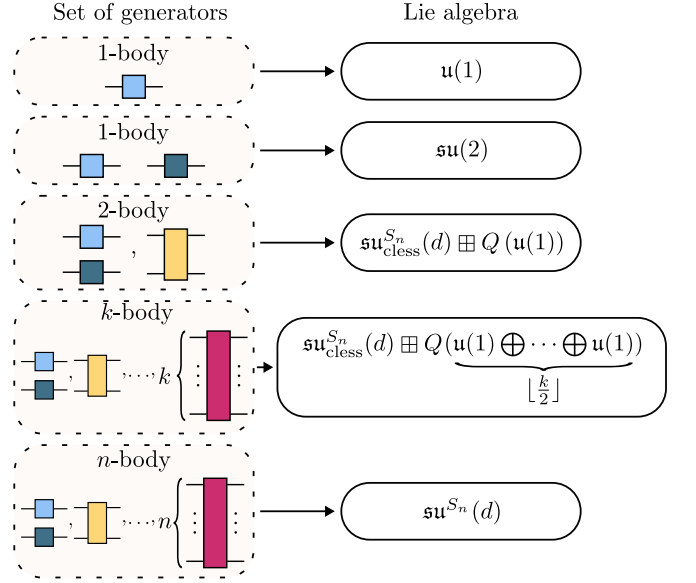 Set of generators Lie algebra
1-body
𝔲(1)
1-body
𝔰𝔲(2)
2-body
,
𝔰𝔲^{S_n}_{cless}(d) ⊞ Q (𝔲(1))
k-body
, ,⋯, k ⋮ ⋮
𝔰𝔲^{S_n}_{cless}(d) ⊞ Q(𝔲(1) ⊕ ⋯ ⊕ 𝔲(1))
⌊k/2⌋
n-body
, ,⋯, n ⋮ ⋮
𝔰𝔲^{S_n}(d)